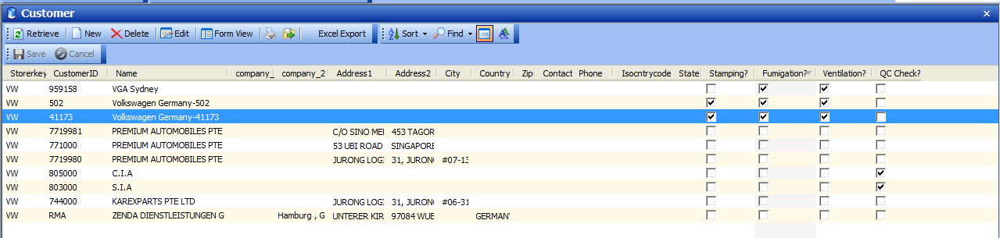 Customer
Retrieve New Delete Edit Form View Excel Export Sort Find
Save Cancel
Storerkey CustomerID Name company_ company_2 Address1 Address2 City Country Zip Contact Phone Isocntrycode State Stamping? Fumigation? Ventilation? QC Check?
VW 959158 VGA Sydney
VW 502 Volkswagen Germany-502
VW 41173 Volkswagen Germany-41173
VW 7719981 PREMIUM AUTOMOBILES PTE C/O SINO MEI 453 TAGOR
VW 771000 PREMIUM AUTOMOBILES PTE 53 UBI ROAD SINGAPORE
VW 7719980 PREMIUM AUTOMOBILES PTE JURONG LOGI 31, JURONG #07-13
VW 805000 C.I.A
VW 803000 S.I.A
VW 744000 KAREXPARTS PTE LTD JURONG LOGI 31, JURONG #06-31
VW RMA ZENDA DIENSTLEISTUNGEN G Hamburg , G UNTERER KIR 97084 WUE GERMANY